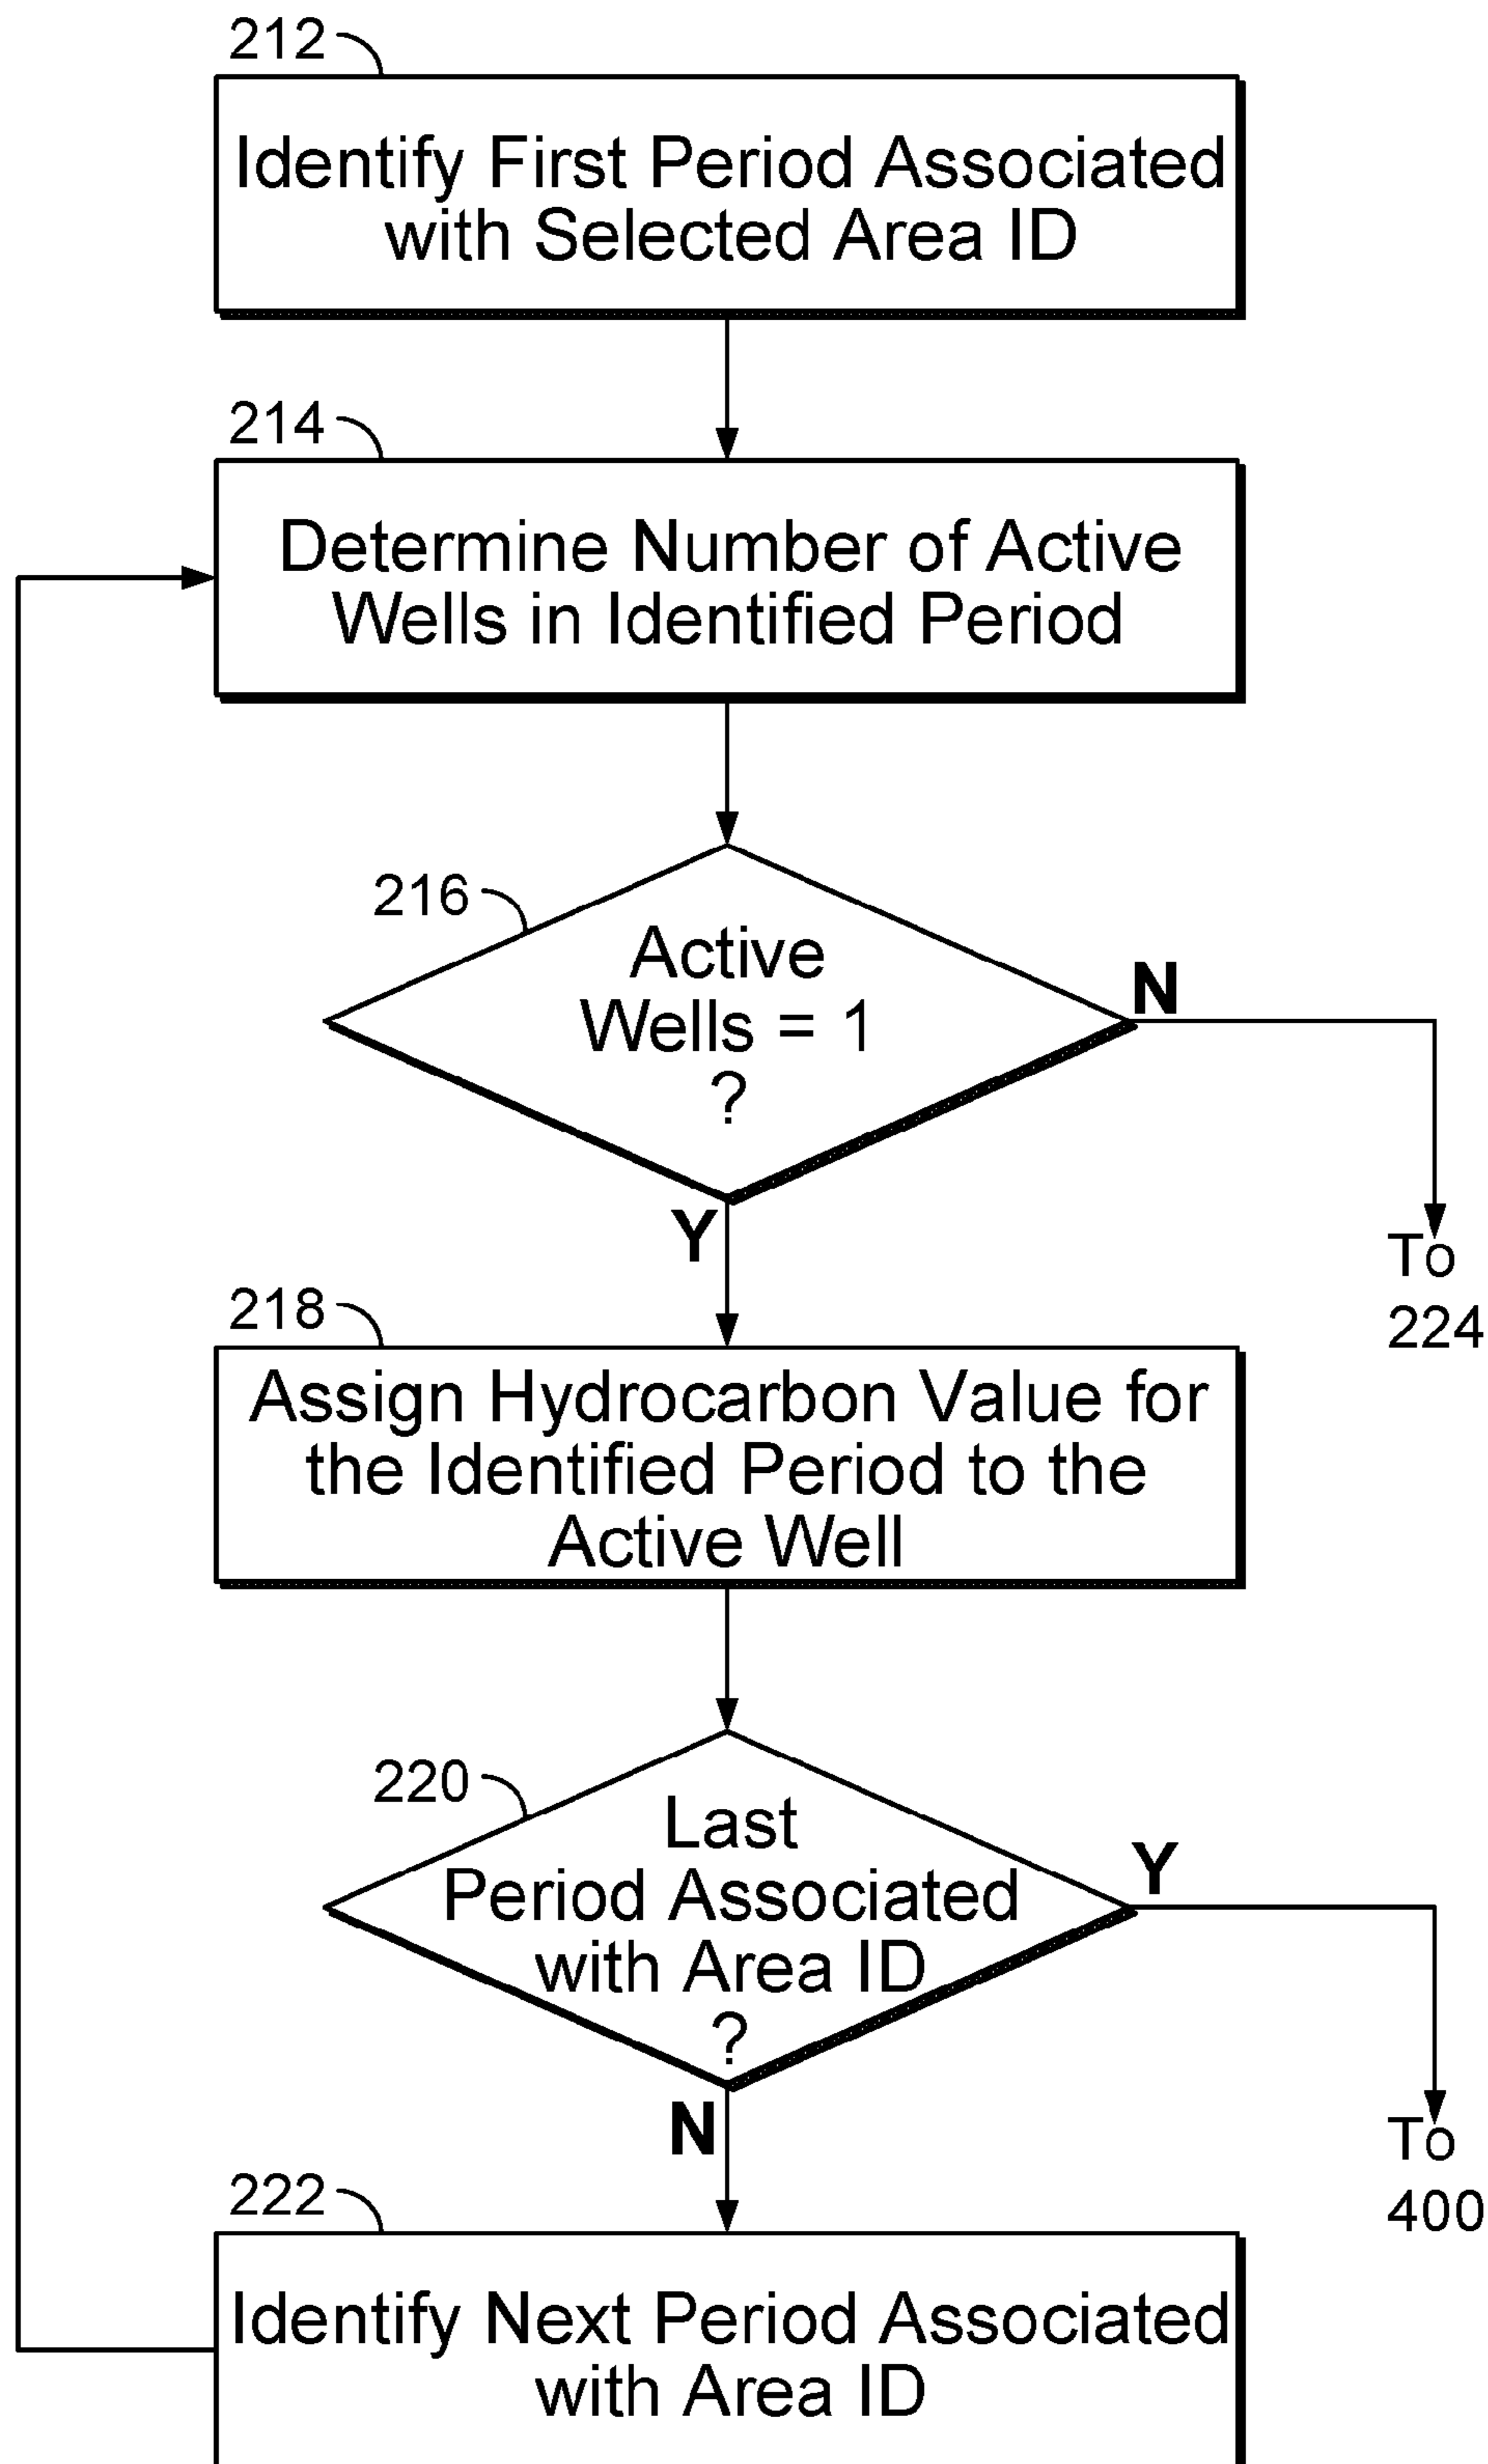 212
Identify First Period Associated
with Selected Area ID
214
Determine Number of Active
Wells in Identified Period
216
Active
Wells = 1
?
N
To
224
Y
218
Assign Hydrocarbon Value for
the Identified Period to the
Active Well
220
Last
Period Associated
with Area ID
?
Y
To
400
N
222
Identify Next Period Associated
with Area ID